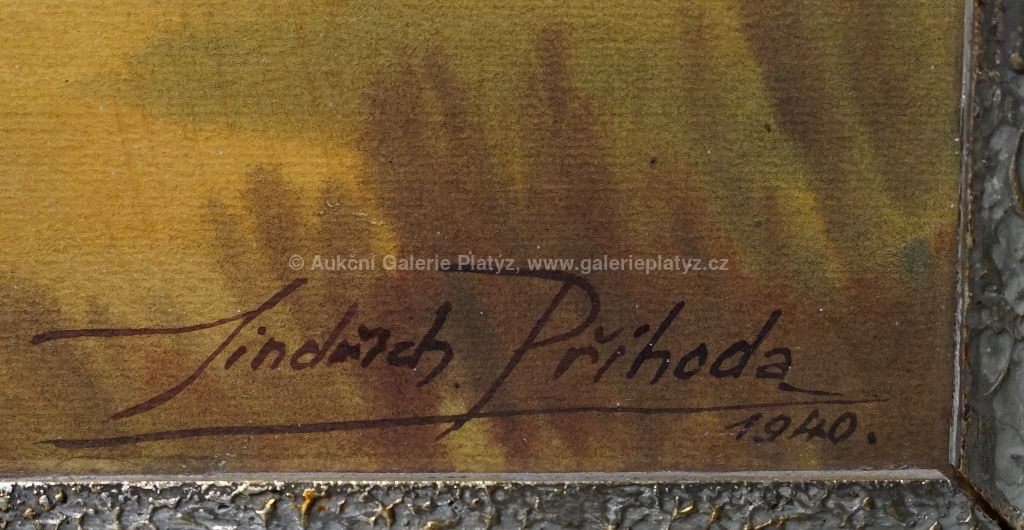 © Aukční Galerie Platýz, www.galerieplatyz.cz
Jindřich Příhoda
1940.